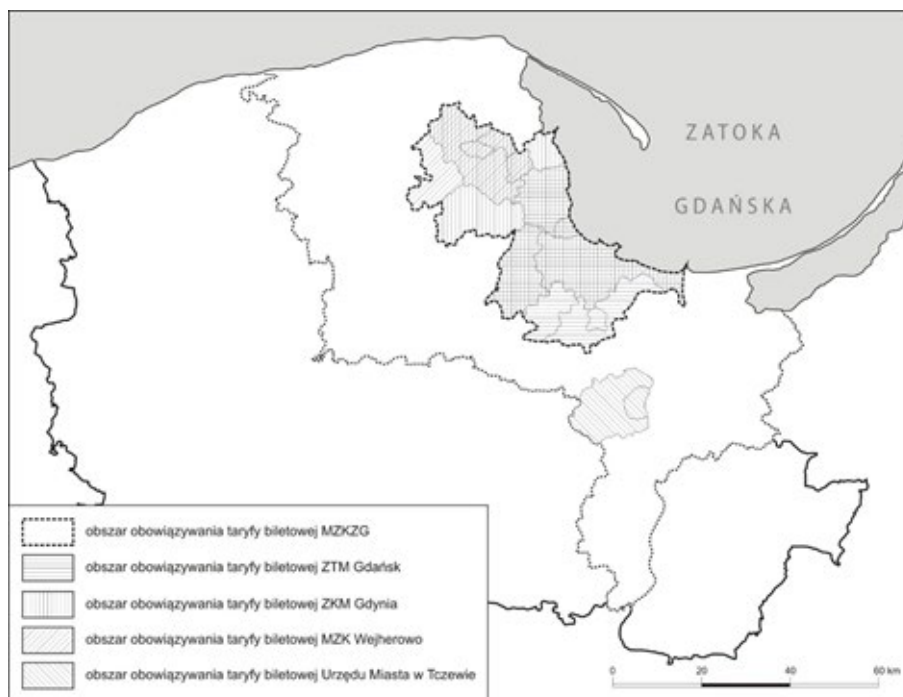 ZATOKA
GDAŃSKA
obszar obowiązywania taryfy biletowej MZKZG
obszar obowiązywania taryfy biletowej ZTM Gdańsk
obszar obowiązywania taryfy biletowej ZKM Gdynia
obszar obowiązywania taryfy biletowej MZK Wejherowo
obszar obowiązywania taryfy biletowej Urzędu Miasta w Tczewie
0 20 40 60 km